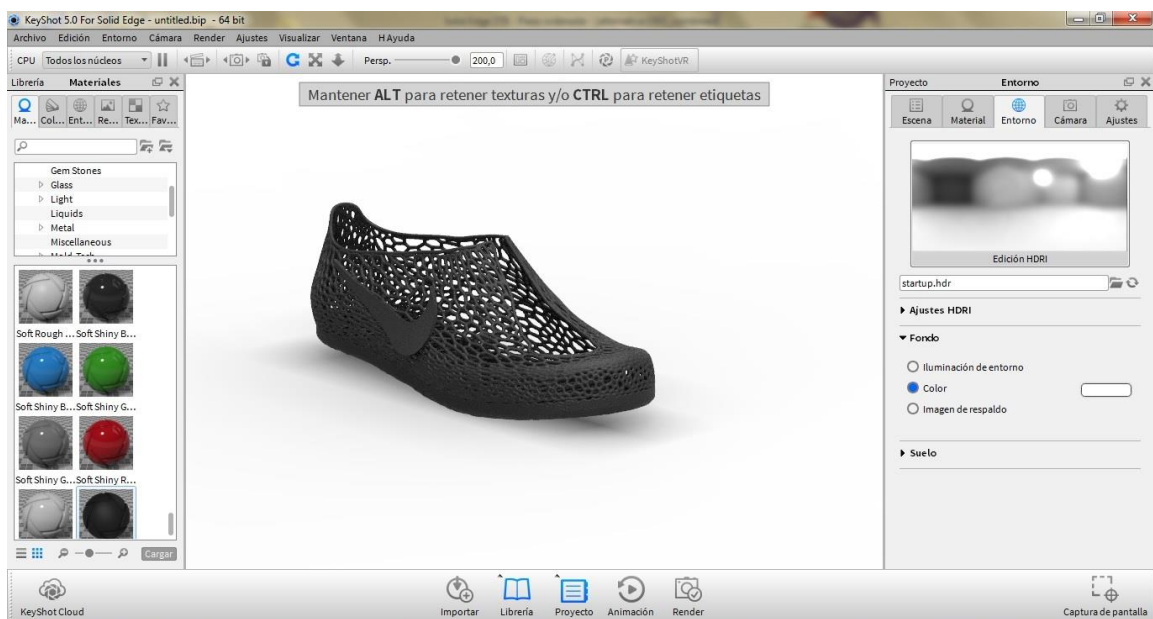 KeyShot 5.0 For Solid Edge - untitled.bip - 64 bit
Archivo Edición Entorno Cámara Render Ajustes Visualizar Ventana HAyuda
CPU Todos los núcleos Persp. 200,0 KeyShotVR
Librería Materiales
Ma... Col... Ent... Re... Tex... Fav...
Gem Stones
Glass
Light
Liquids
Metal
Miscellaneous
Soft Rough ... Soft Shiny B...
Soft Shiny B... Soft Shiny G...
Soft Shiny G... Soft Shiny R...
Cargar
Mantener ALT para retener texturas y/o CTRL para retener etiquetas
Proyecto Entorno
Escena Material Entorno Cámara Ajustes
Edición HDRI
startup.hdr
Ajustes HDRI
Fondo
Iluminación de entorno
Color
Imagen de respaldo
Suelo
KeyShot Cloud
Importar Librería Proyecto Animación Render
Captura de pantalla